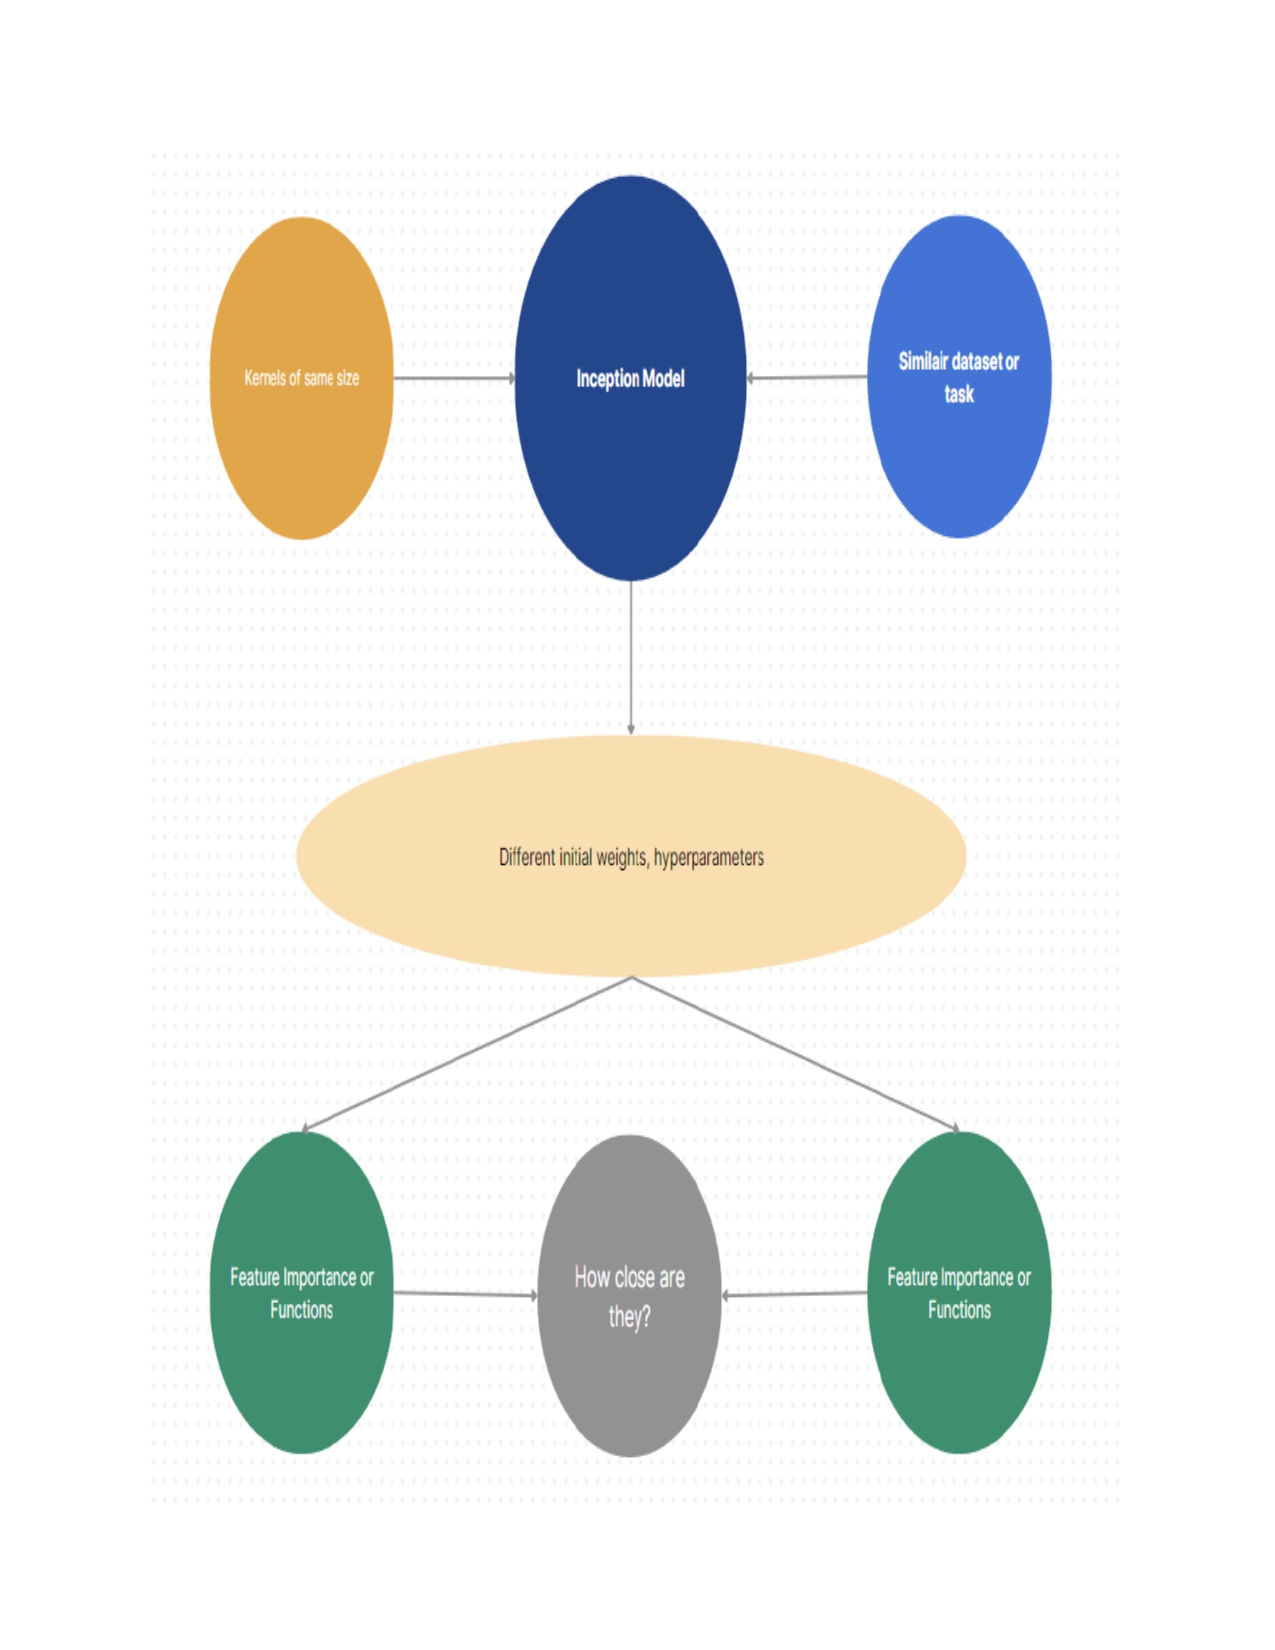 Kernels of same size
Inception Model
Similair dataset or
task
Different initial weights, hyperparameters
Feature Importance or
Functions
How close are
they?
Feature Importance or
Functions